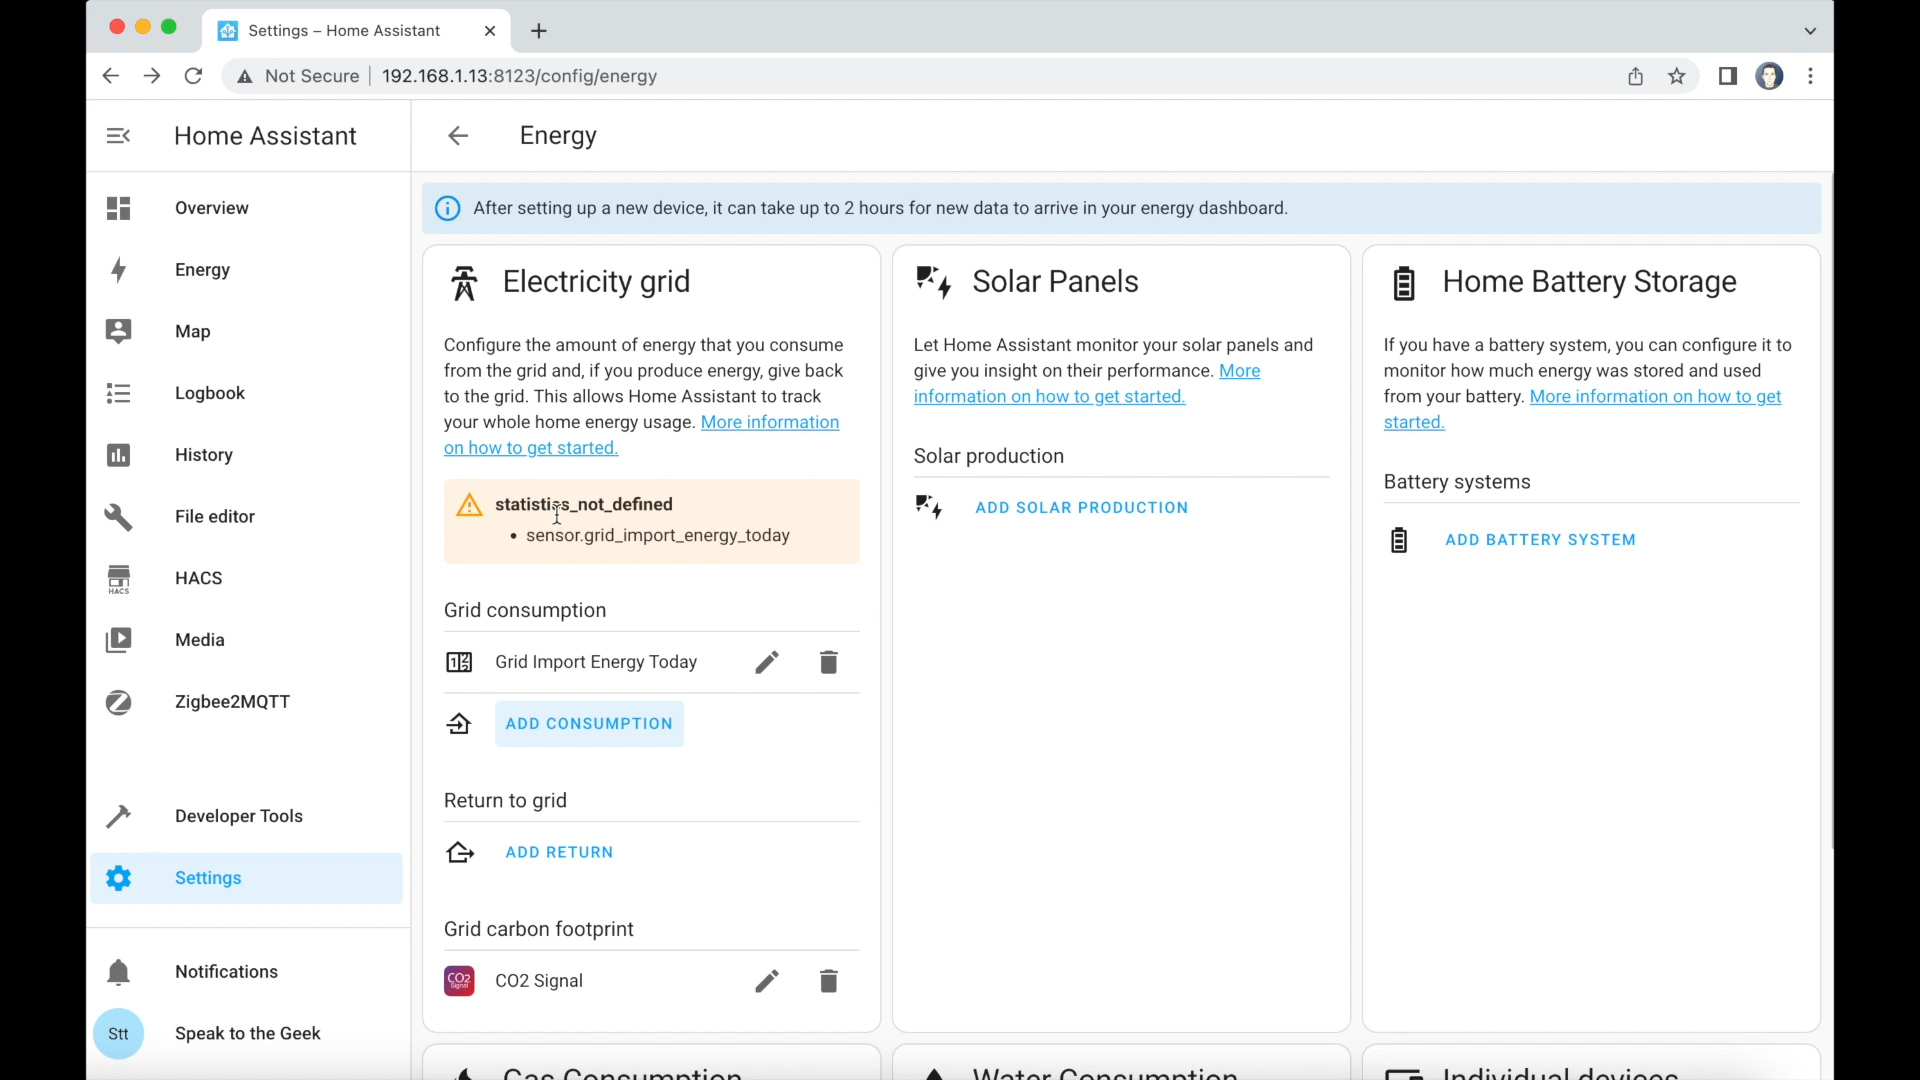 Settings – Home Assistant
Not Secure
192.168.1.13:8123/config/energy
Home Assistant
Energy
Overview
Energy
Map
Logbook
History
File editor
HACS
HACS
Media
Zigbee2MQTT
Developer Tools
Settings
Notifications
Stt
Speak to the Geek
After setting up a new device, it can take up to 2 hours for new data to arrive in your energy dashboard.
Electricity grid
Configure the amount of energy that you consume
from the grid and, if you produce energy, give back
to the grid. This allows Home Assistant to track
your whole home energy usage. More information
on how to get started.
statistics_not_defined
• sensor.grid_import_energy_today
Grid consumption
Grid Import Energy Today
ADD CONSUMPTION
Return to grid
ADD RETURN
Grid carbon footprint
CO2
Signal
CO2 Signal
Solar Panels
Let Home Assistant monitor your solar panels and
give you insight on their performance. More
information on how to get started.
Solar production
ADD SOLAR PRODUCTION
Home Battery Storage
If you have a battery system, you can configure it to
monitor how much energy was stored and used
from your battery. More information on how to get
started.
Battery systems
ADD BATTERY SYSTEM
Gas Consumption
Water Consumption
Individual devices